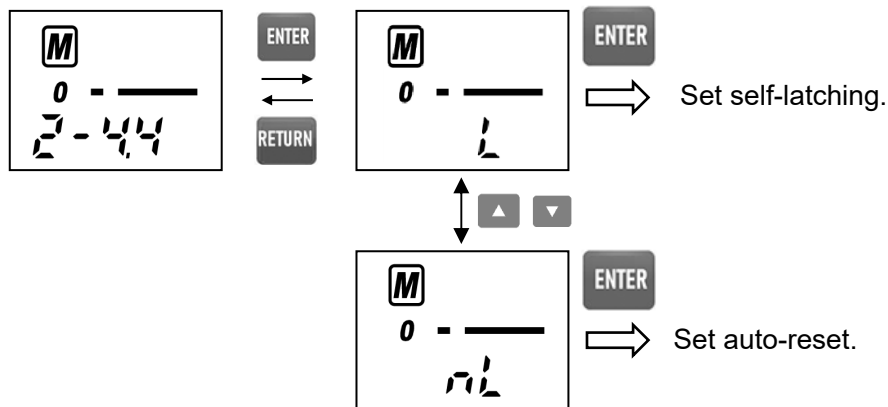 M
0
2-4.4
ENTER
RETURN
M
0
L
ENTER
Set self-latching.
M
0
nL
ENTER
Set auto-reset.